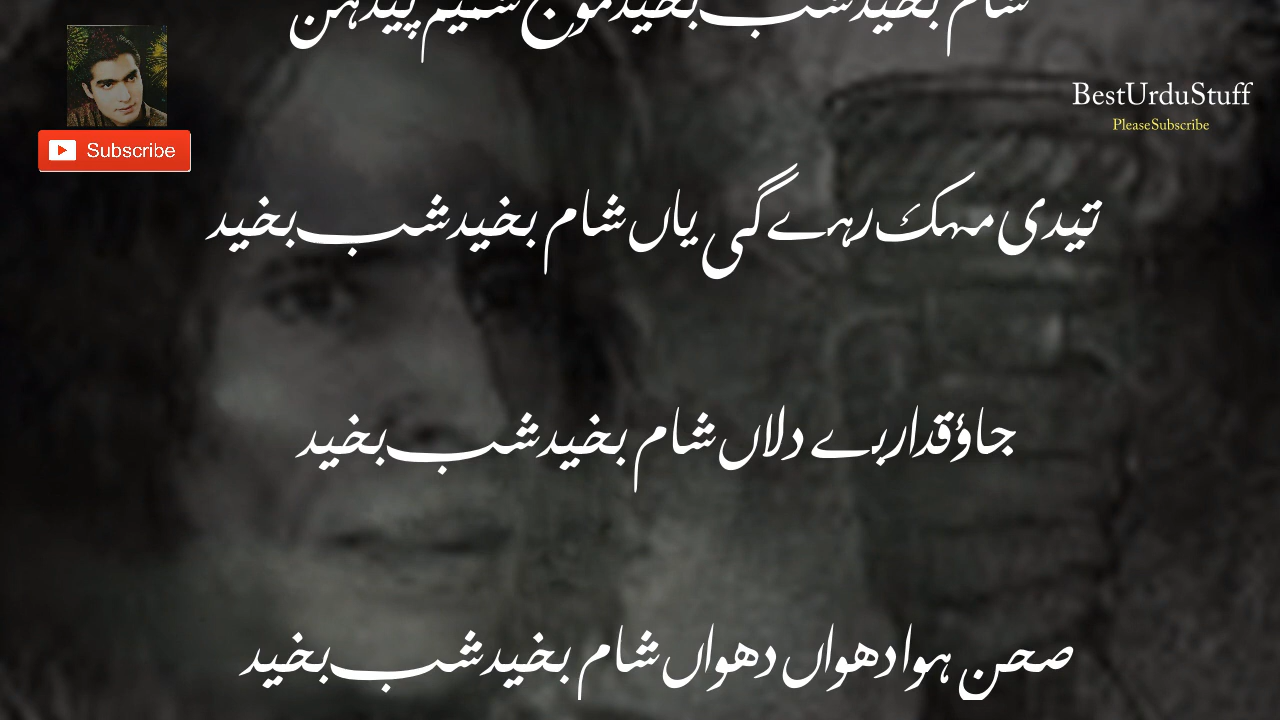 شام بخیر شب بخیر موج شمیم پیرہن
BestUrduStuff
PleaseSubscribe
Subscribe
تیری مہک رہے گی یاں شام بخیر شب بخیر
جاؤ قرار بے دلاں شام بخیر شب بخیر
صحن ہوا دھواں دھواں شام بخیر شب بخیر